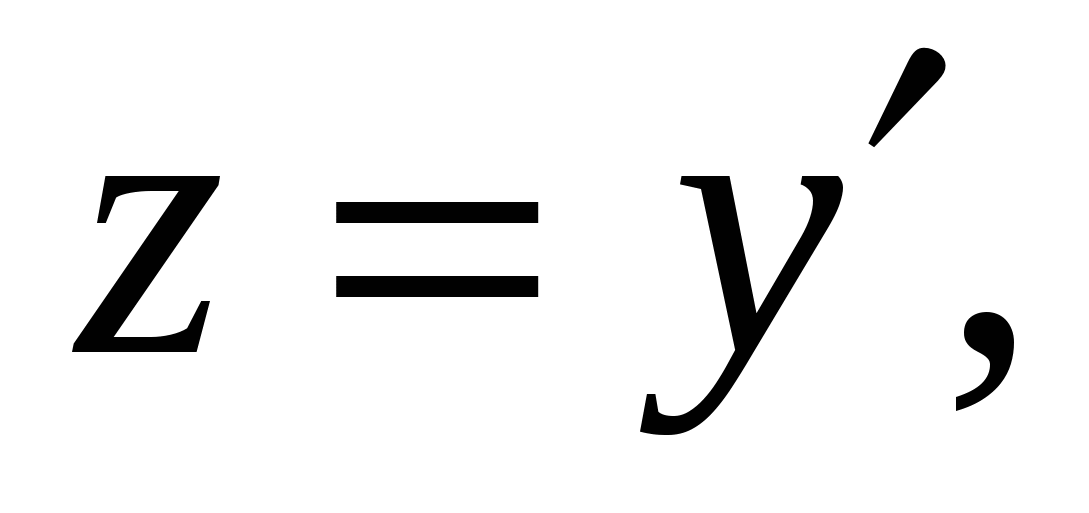 z = y′,